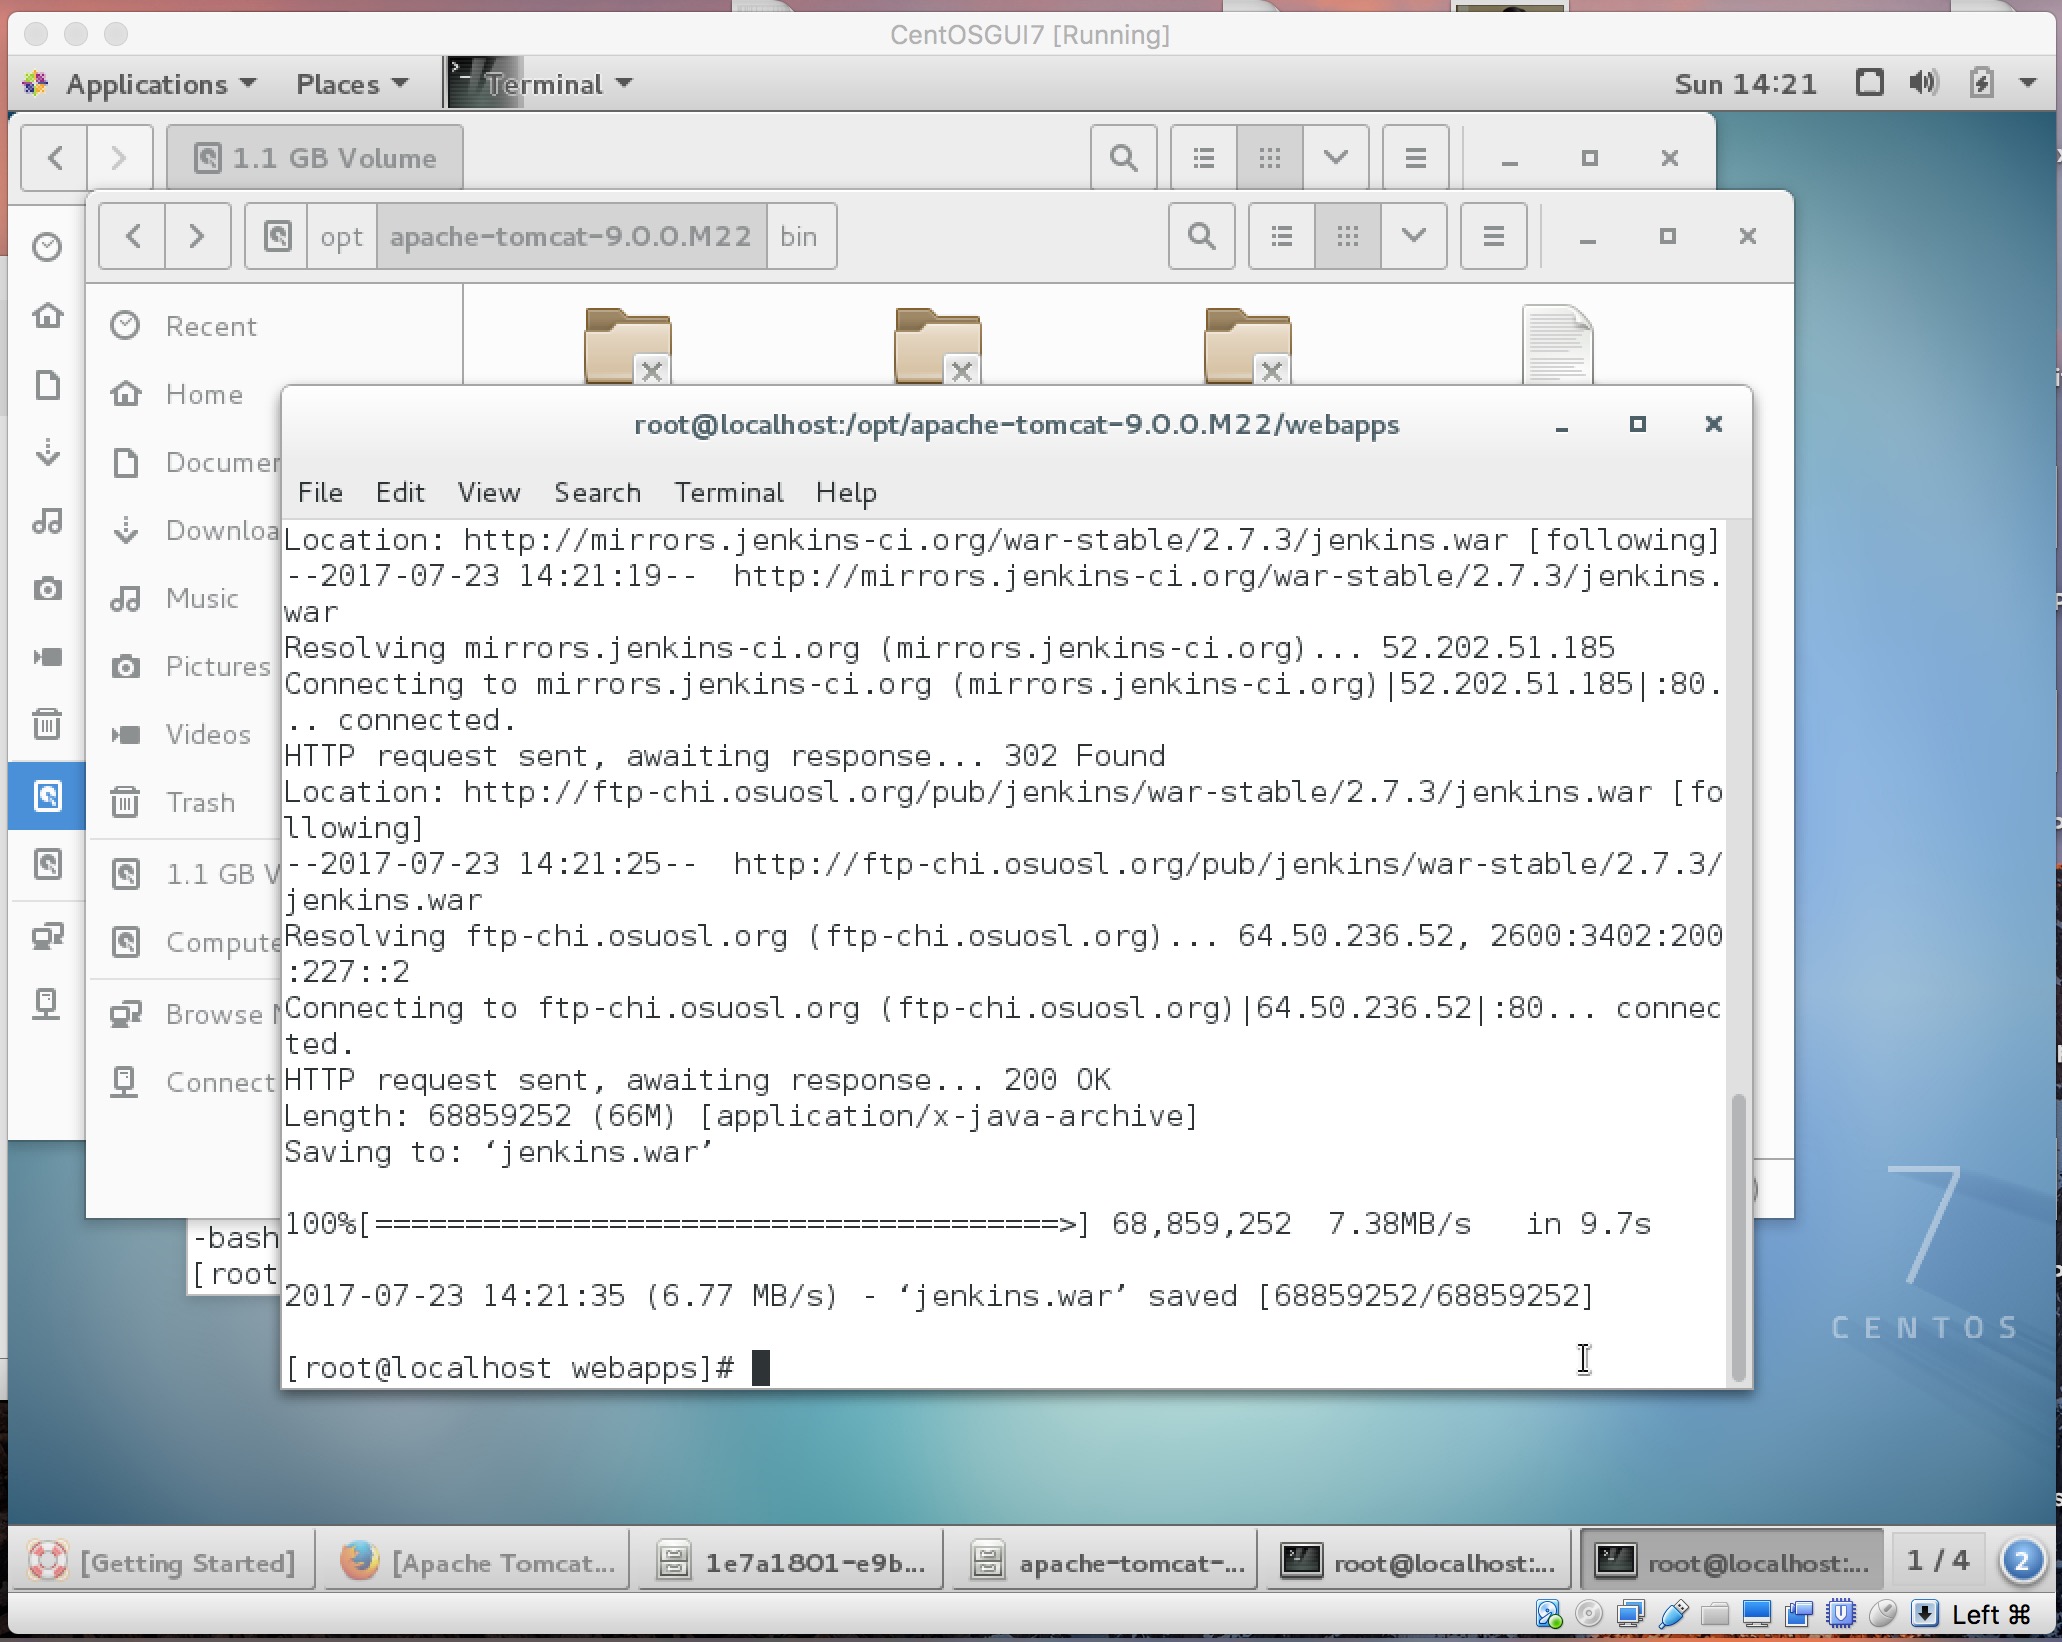 CentOSGUI7 [Running]
Applications Places Terminal Sun 14:21
1.1 GB Volume
opt apache-tomcat-9.0.0.M22 bin
Recent
Home
Documen
Downloa
Music
Pictures
Videos
Trash
1.1 GB V
Compute
Browse N
Connect
root@localhost:/opt/apache-tomcat-9.0.0.M22/webapps
File Edit View Search Terminal Help
Location: http://mirrors.jenkins-ci.org/war-stable/2.7.3/jenkins.war [following]
--2017-07-23 14:21:19--  http://mirrors.jenkins-ci.org/war-stable/2.7.3/jenkins.
war
Resolving mirrors.jenkins-ci.org (mirrors.jenkins-ci.org)... 52.202.51.185
Connecting to mirrors.jenkins-ci.org (mirrors.jenkins-ci.org)|52.202.51.185|:80.
.. connected.
HTTP request sent, awaiting response... 302 Found
Location: http://ftp-chi.osuosl.org/pub/jenkins/war-stable/2.7.3/jenkins.war [fo
llowing]
--2017-07-23 14:21:25--  http://ftp-chi.osuosl.org/pub/jenkins/war-stable/2.7.3/
jenkins.war
Resolving ftp-chi.osuosl.org (ftp-chi.osuosl.org)... 64.50.236.52, 2600:3402:200
:227::2
Connecting to ftp-chi.osuosl.org (ftp-chi.osuosl.org)|64.50.236.52|:80... connec
ted.
HTTP request sent, awaiting response... 200 OK
Length: 68859252 (66M) [application/x-java-archive]
Saving to: ‘jenkins.war’
100%[======================================>] 68,859,252  7.38MB/s   in 9.7s
2017-07-23 14:21:35 (6.77 MB/s) - ‘jenkins.war’ saved [68859252/68859252]
[root@localhost webapps]#
-bash
[root
7
CENTOS
[Getting Started] [Apache Tomcat... 1e7a1801-e9b... apache-tomcat-... root@localhost:... root@localhost:... 1 / 4 2
Left ⌘